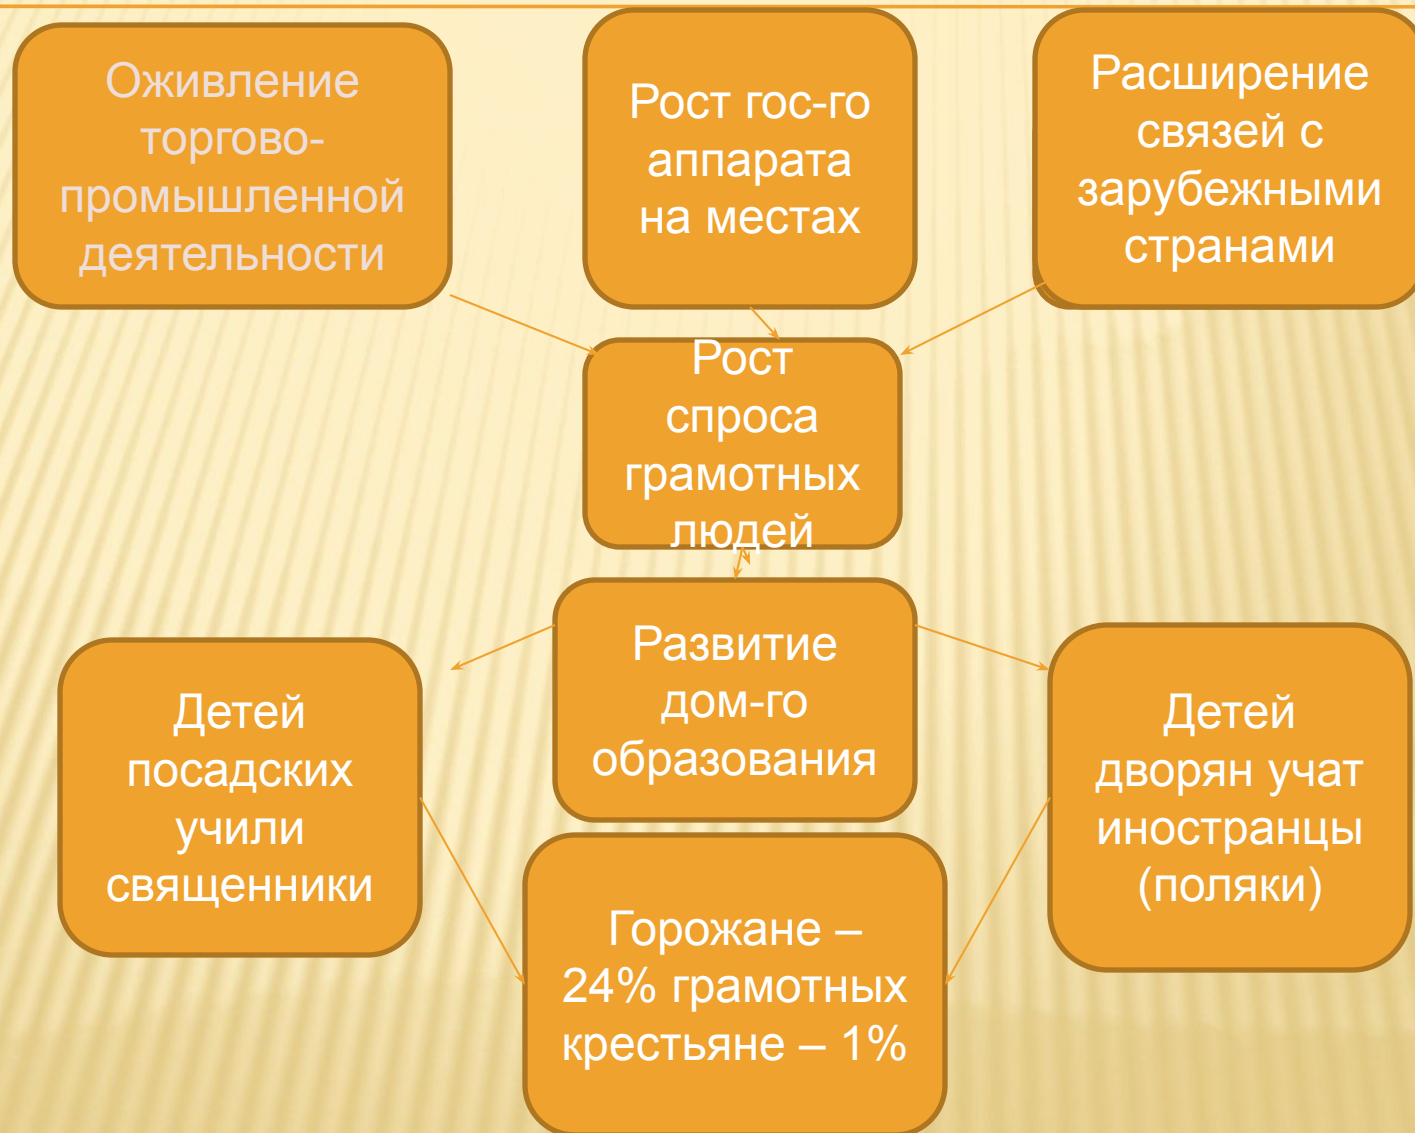 Оживление
торгово-
промышленной
деятельности
Рост гос-го
аппарата
на местах
Расширение
связей с
зарубежными
странами
Рост
спроса
грамотных
людей
Развитие
дом-го
образования
Детей
посадских
учили
священники
Детей
дворян учат
иностранцы
(поляки)
Горожане –
24% грамотных
крестьяне – 1%